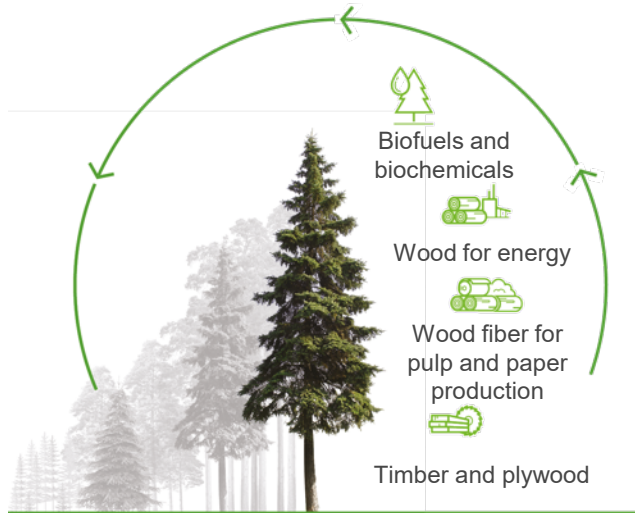 Biofuels and
biochemicals
Wood for energy
Wood fiber for
pulp and paper
production
Timber and plywood